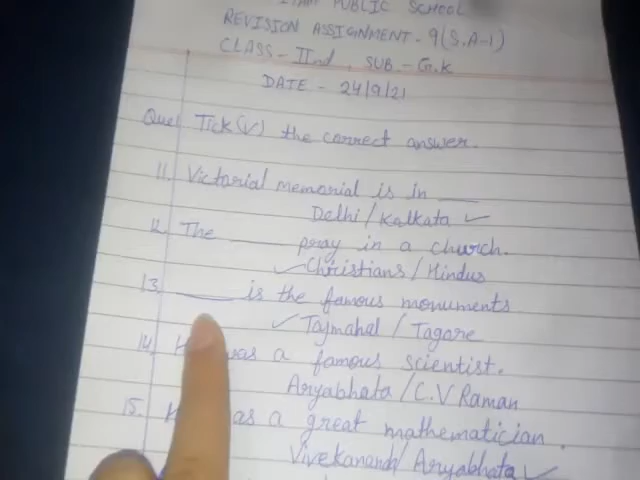 PUBLIC SCHOOL
REVISION ASSIGNMENT - 9(S.A-1)
CLASS - IInd, SUB - G.K
DATE - 24/9/21
Que1 Tick(V) the correct answer.
11. Victarial memorial is in ____
Delhi/Kolkata ✓
12. The ____ pray in a church.
✓ Christians/Hindus
13. ____ is the famous monuments
✓ Tajmahal / Tagore
14. was a famous scientist.
Aryabhata / C.V Raman
15. as a great mathematician.
Vivekananda/Aryabhata ✓